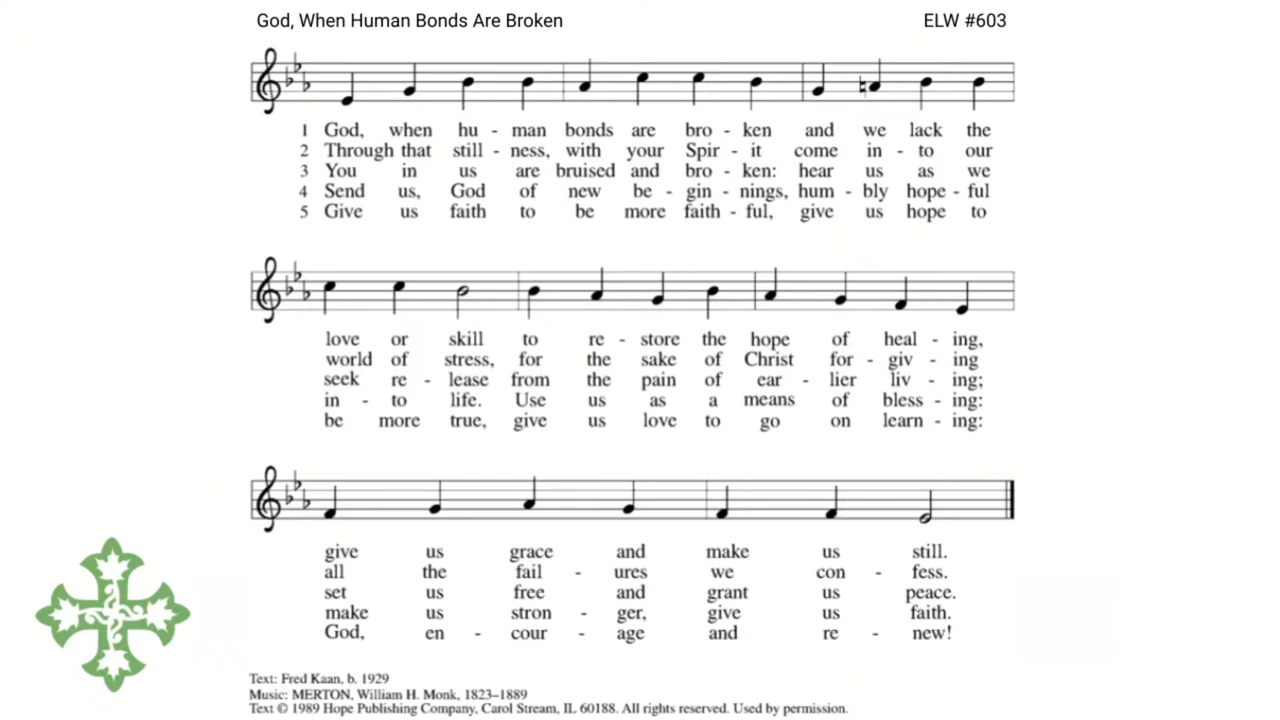 God, When Human Bonds Are Broken ELW #603
1 God, when hu - man bonds are bro - ken and we lack the
2 Through that still - ness, with your Spir - it come in - to our
3 You in us are bruised and bro - ken: hear us as we
4 Send us, God of new be - gin - nings, hum - bly hope - ful
5 Give us faith to be more faith - ful, give us hope to
love or skill to re - store the hope of heal - ing,
world of stress, for the sake of Christ for - giv - ing
seek re - lease from the pain of ear - lier liv - ing;
in - to life. Use us as a means of bless - ing:
be more true, give us love to go on learn - ing:
give us grace and make us still.
all the fail - ures we con - fess.
set us free and grant us peace.
make us stron - ger, give us faith.
God, en - cour - age and re - new!
Text: Fred Kaan, b. 1929
Music: MERTON, William H. Monk, 1823–1889
Text © 1989 Hope Publishing Company, Carol Stream, IL 60188. All rights reserved. Used by permission.